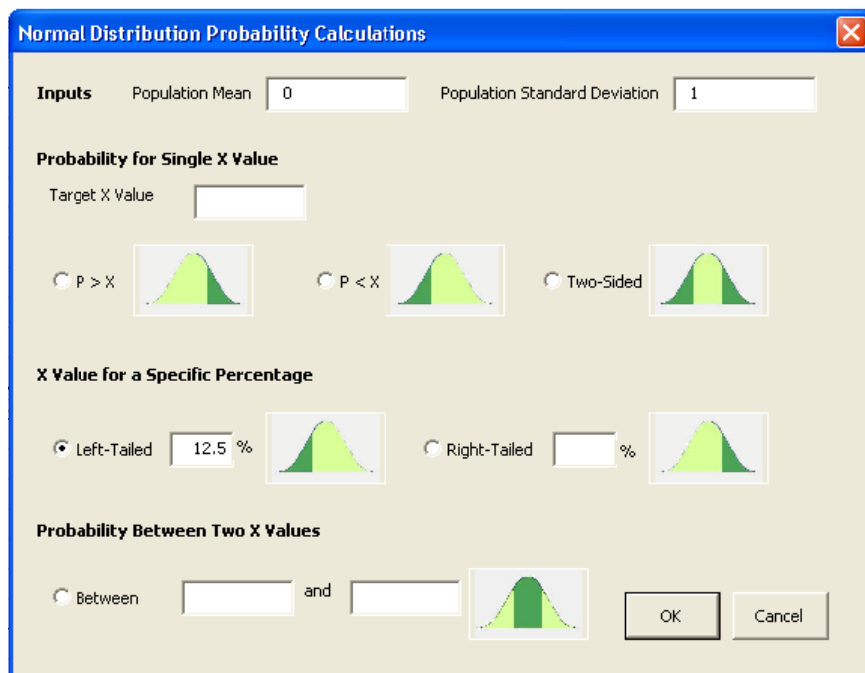 Normal Distribution Probability Calculations
Inputs Population Mean 0 Population Standard Deviation 1
Probability for Single X Value
Target X Value
P > X P < X Two-Sided
X Value for a Specific Percentage
Left-Tailed 12.5 % Right-Tailed %
Probability Between Two X Values
Between and
OK Cancel